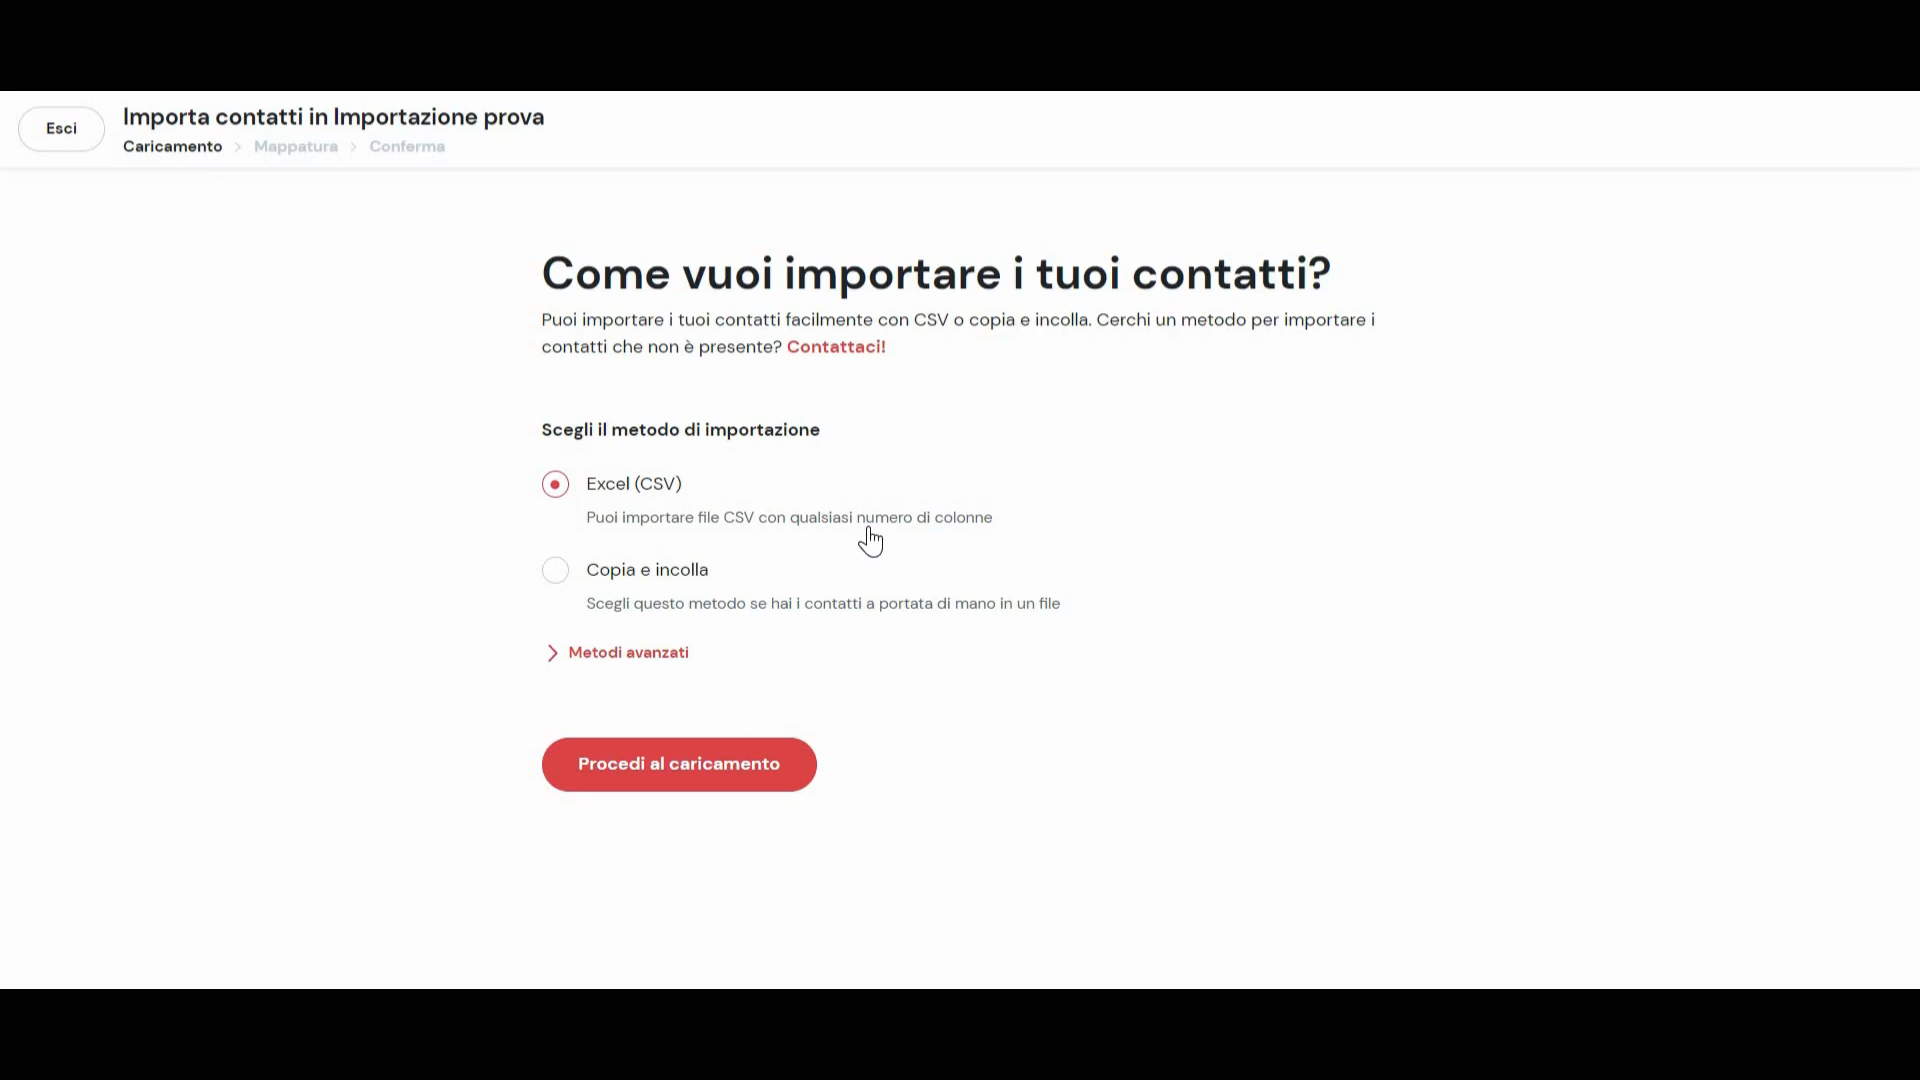 Esci
Importa contatti in Importazione prova
Caricamento > Mappatura > Conferma
Come vuoi importare i tuoi contatti?
Puoi importare i tuoi contatti facilmente con CSV o copia e incolla. Cerchi un metodo per importare i
contatti che non è presente? Contattaci!
Scegli il metodo di importazione
Excel (CSV)
Puoi importare file CSV con qualsiasi numero di colonne
Copia e incolla
Scegli questo metodo se hai i contatti a portata di mano in un file
Metodi avanzati
Procedi al caricamento